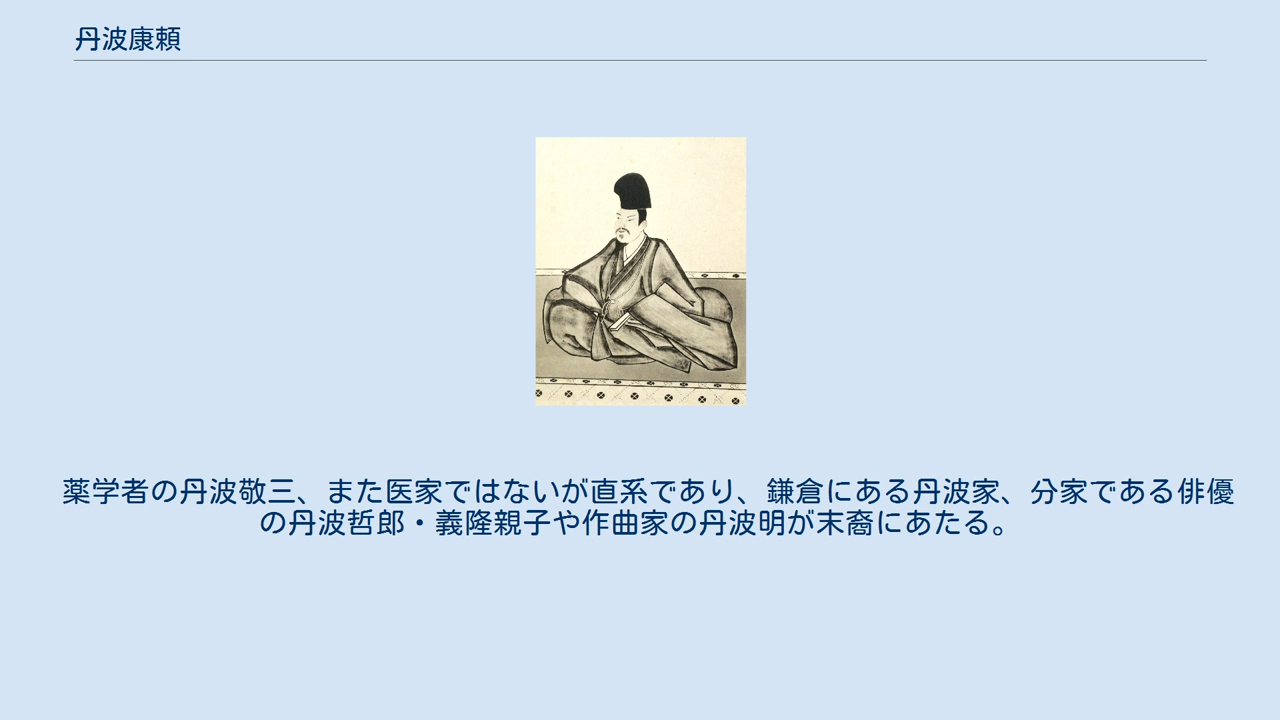 丹波康頼
薬学者の丹波敬三、また医家ではないが直系であり、鎌倉にある丹波家、分家である俳優
の丹波哲郎・義隆親子や作曲家の丹波明が末裔にあたる。